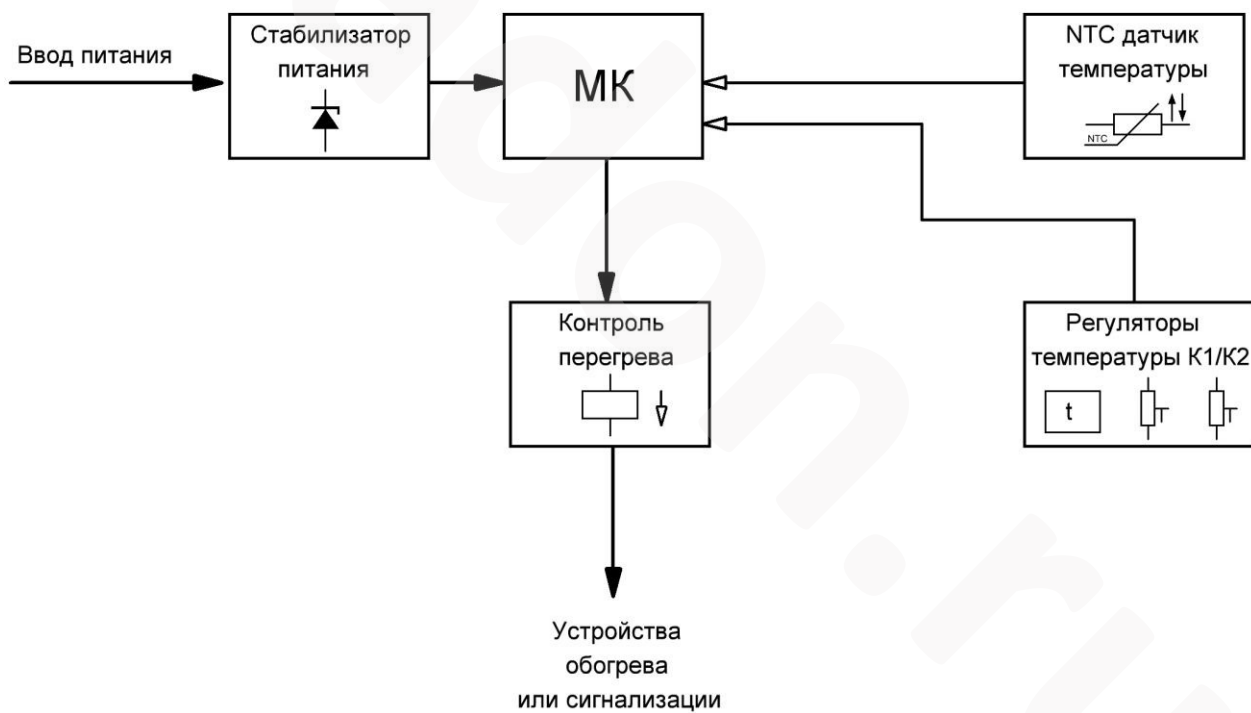 Ввод питания
Стабилизатор
питания
МК
NTC датчик
температуры
NTC
Контроль
перегрева
Регуляторы
температуры К1/К2
t
Устройства
обогрева
или сигнализации